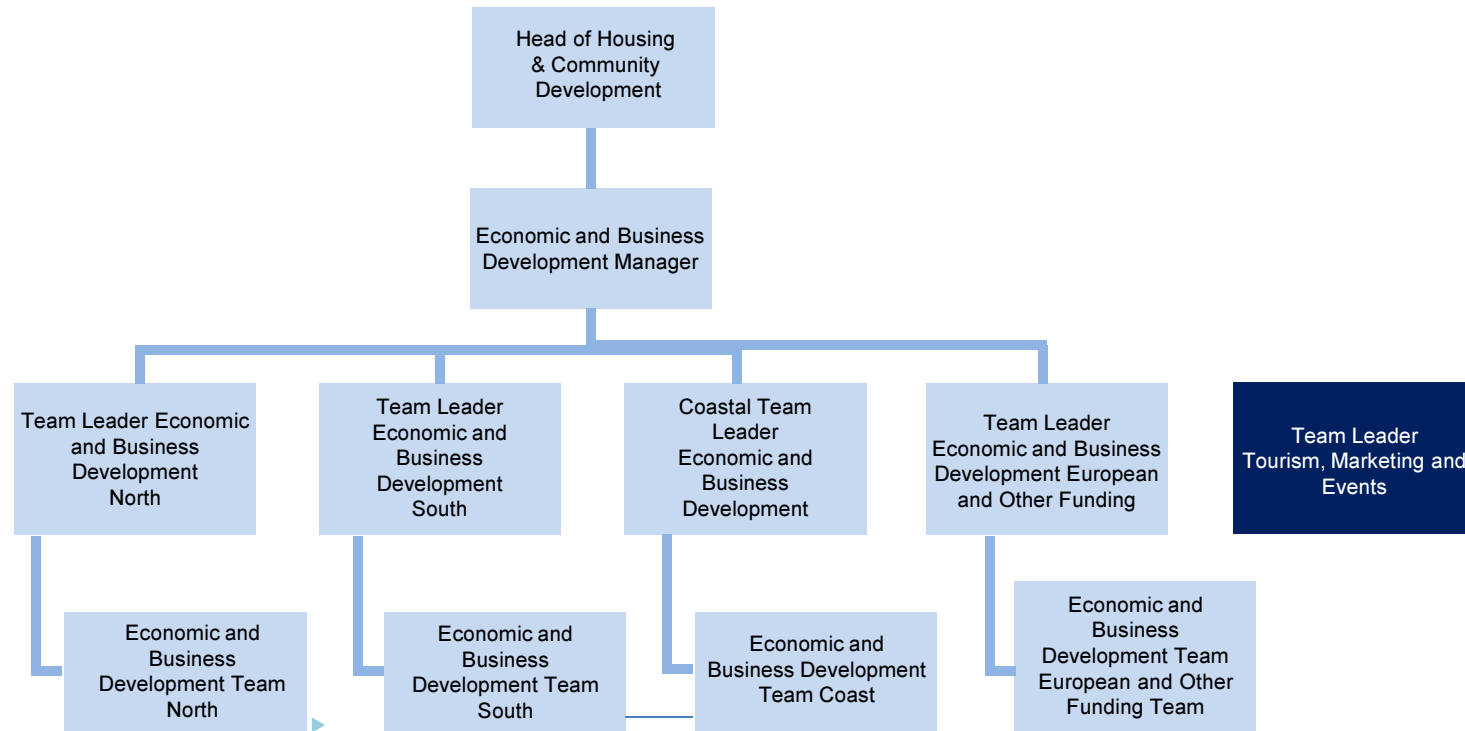 Head of Housing
& Community
Development
Economic and Business
Development Manager
Team Leader Economic
and Business
Development
North
Team Leader
Economic and
Business
Development
South
Coastal Team
Leader
Economic and
Business
Development
Team Leader
Economic and Business
Development European
and Other Funding
Team Leader
Tourism, Marketing and
Events
Economic and
Business
Development Team
North
Economic and
Business
Development Team
South
Economic and
Business Development
Team Coast
Economic and
Business
Development Team
European and Other
Funding Team